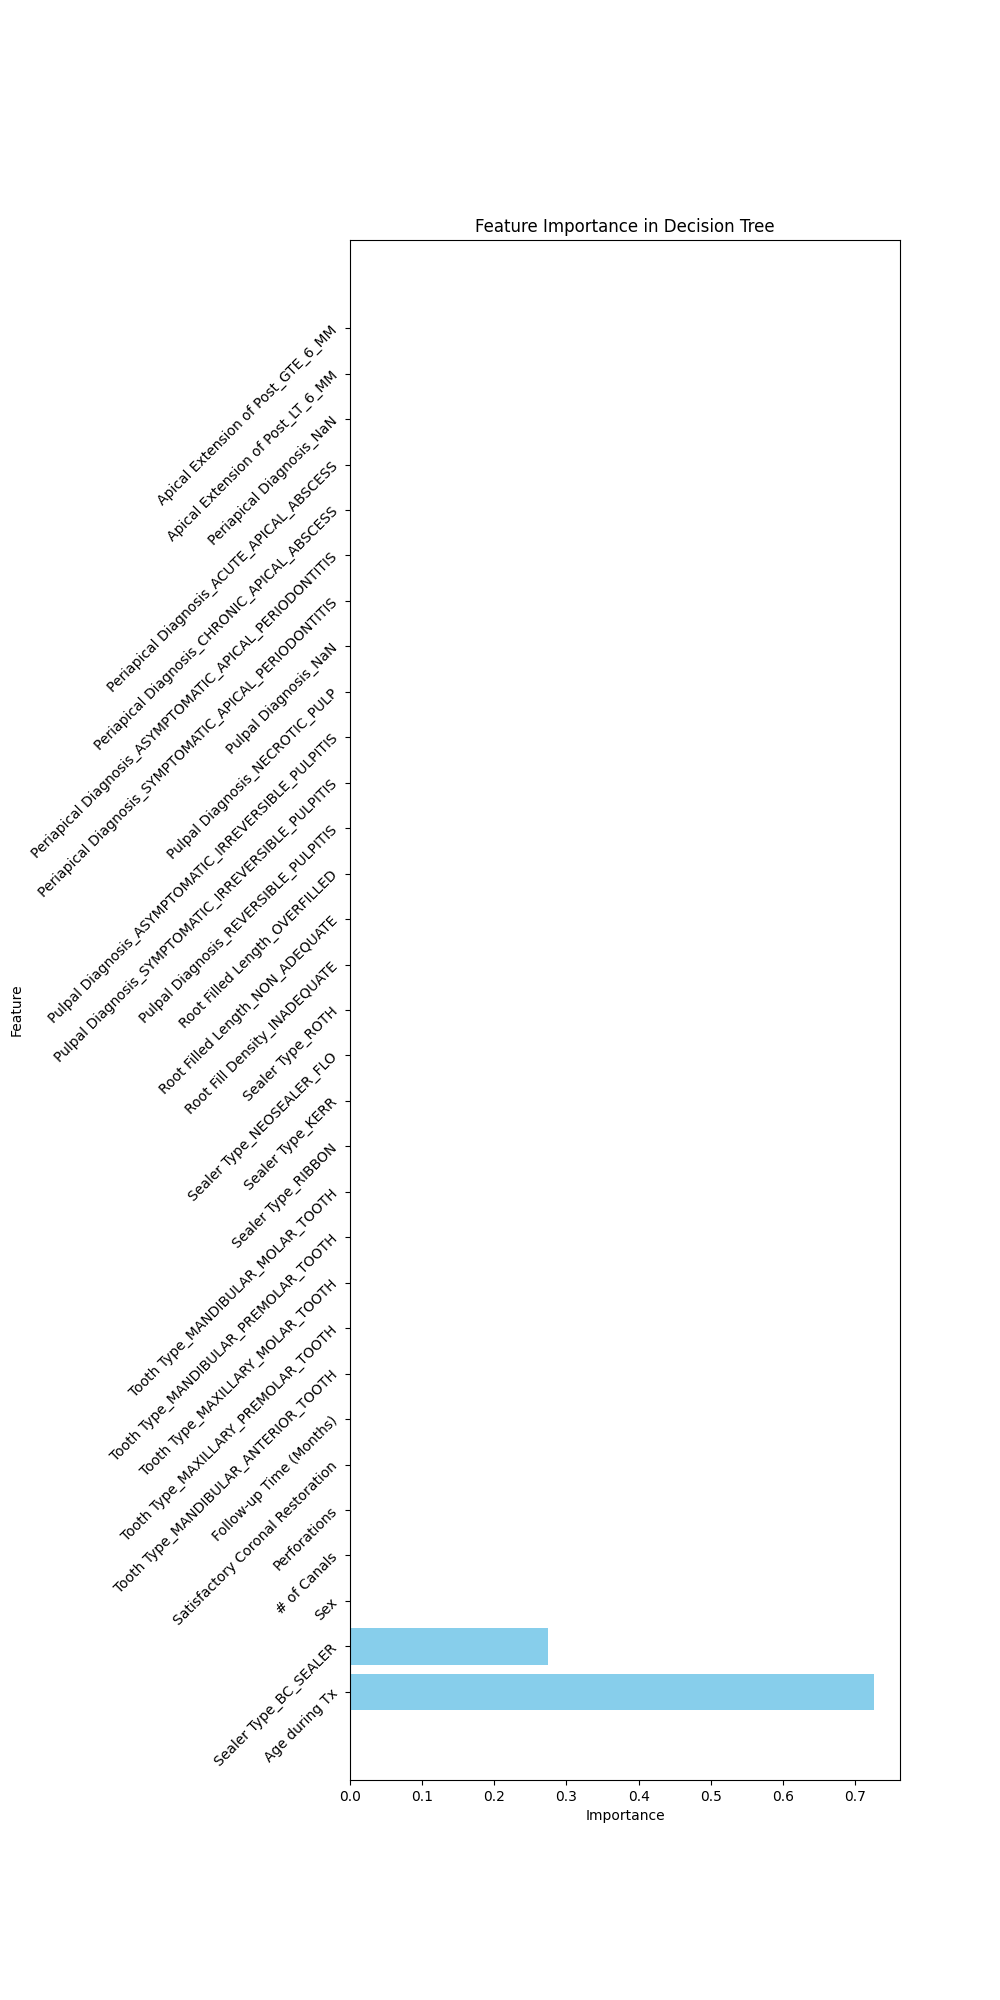 Feature Importance in Decision Tree
Apical Extension of Post_GTE_6_MM
Apical Extension of Post_LT_6_MM
Periapical Diagnosis_NaN
Periapical Diagnosis_ACUTE_APICAL_ABSCESS
Periapical Diagnosis_CHRONIC_APICAL_ABSCESS
Periapical Diagnosis_ASYMPTOMATIC_APICAL_PERIODONTITIS
Periapical Diagnosis_SYMPTOMATIC_APICAL_PERIODONTITIS
Pulpal Diagnosis_NaN
Pulpal Diagnosis_NECROTIC_PULP
Pulpal Diagnosis_ASYMPTOMATIC_IRREVERSIBLE_PULPITIS
Pulpal Diagnosis_SYMPTOMATIC_IRREVERSIBLE_PULPITIS
Pulpal Diagnosis_REVERSIBLE_PULPITIS
Root Filled Length_OVERFILLED
Root Filled Length_NON_ADEQUATE
Root Fill Density_INADEQUATE
Sealer Type_ROTH
Sealer Type_NEOSEALER_FLO
Sealer Type_KERR
Sealer Type_RIBBON
Tooth Type_MANDIBULAR_MOLAR_TOOTH
Tooth Type_MANDIBULAR_PREMOLAR_TOOTH
Tooth Type_MAXILLARY_MOLAR_TOOTH
Tooth Type_MAXILLARY_PREMOLAR_TOOTH
Tooth Type_MANDIBULAR_ANTERIOR_TOOTH
Follow-up Time (Months)
Satisfactory Coronal Restoration
Perforations
# of Canals
Sex
Sealer Type_BC_SEALER
Age during Tx
Feature
0.0 0.1 0.2 0.3 0.4 0.5 0.6 0.7
Importance